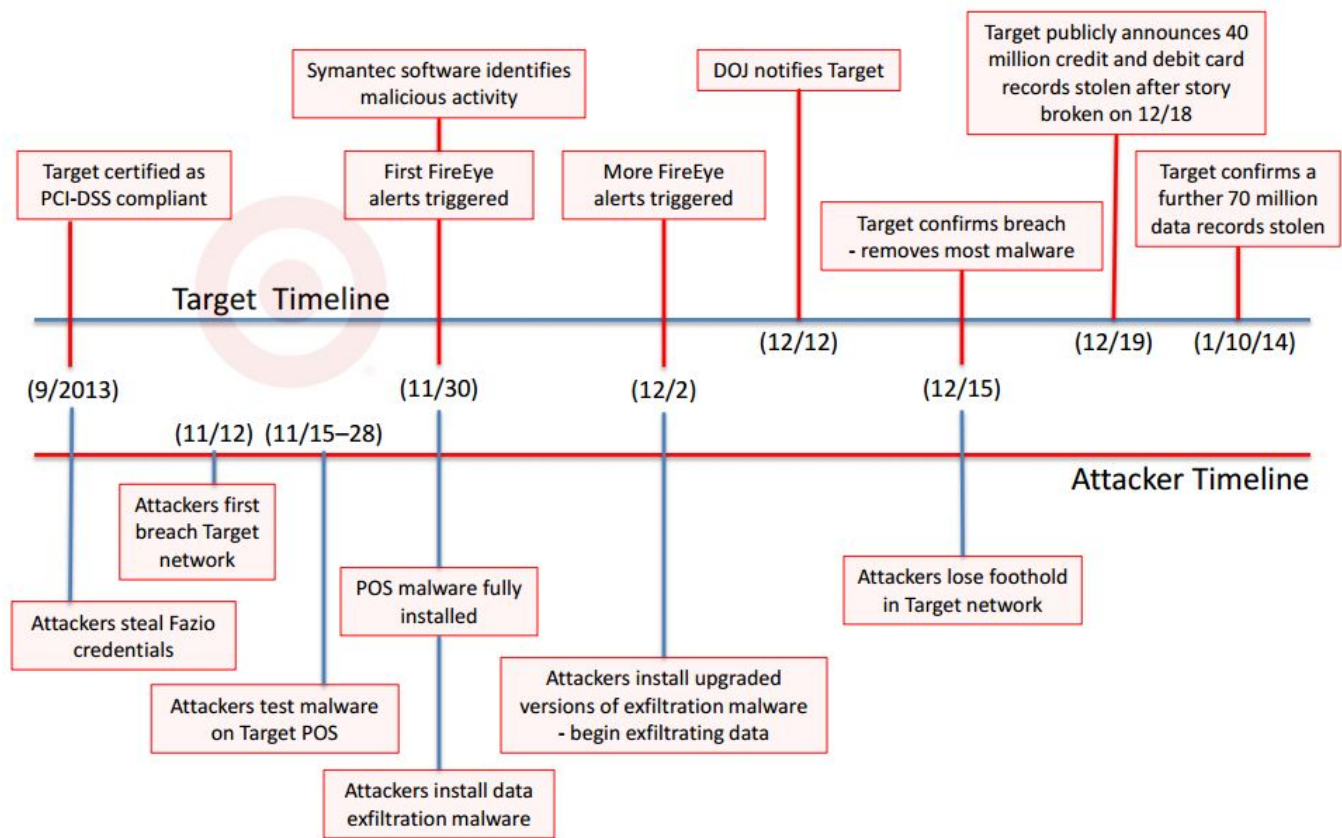 Target publicly announces 40
million credit and debit card
records stolen after story
broken on 12/18
Symantec software identifies
malicious activity
DOJ notifies Target
Target certified as
PCI-DSS compliant
First FireEye
alerts triggered
More FireEye
alerts triggered
Target confirms breach
- removes most malware
Target confirms a
further 70 million
data records stolen
Target Timeline
(12/12)
(12/19)
(1/10/14)
(9/2013)
(11/30)
(12/2)
(12/15)
(11/12)
(11/15–28)
Attacker Timeline
Attackers first
breach Target
network
Attackers steal Fazio
credentials
Attackers test malware
on Target POS
POS malware fully
installed
Attackers install data
exfiltration malware
Attackers install upgraded
versions of exfiltration malware
- begin exfiltrating data
Attackers lose foothold
in Target network